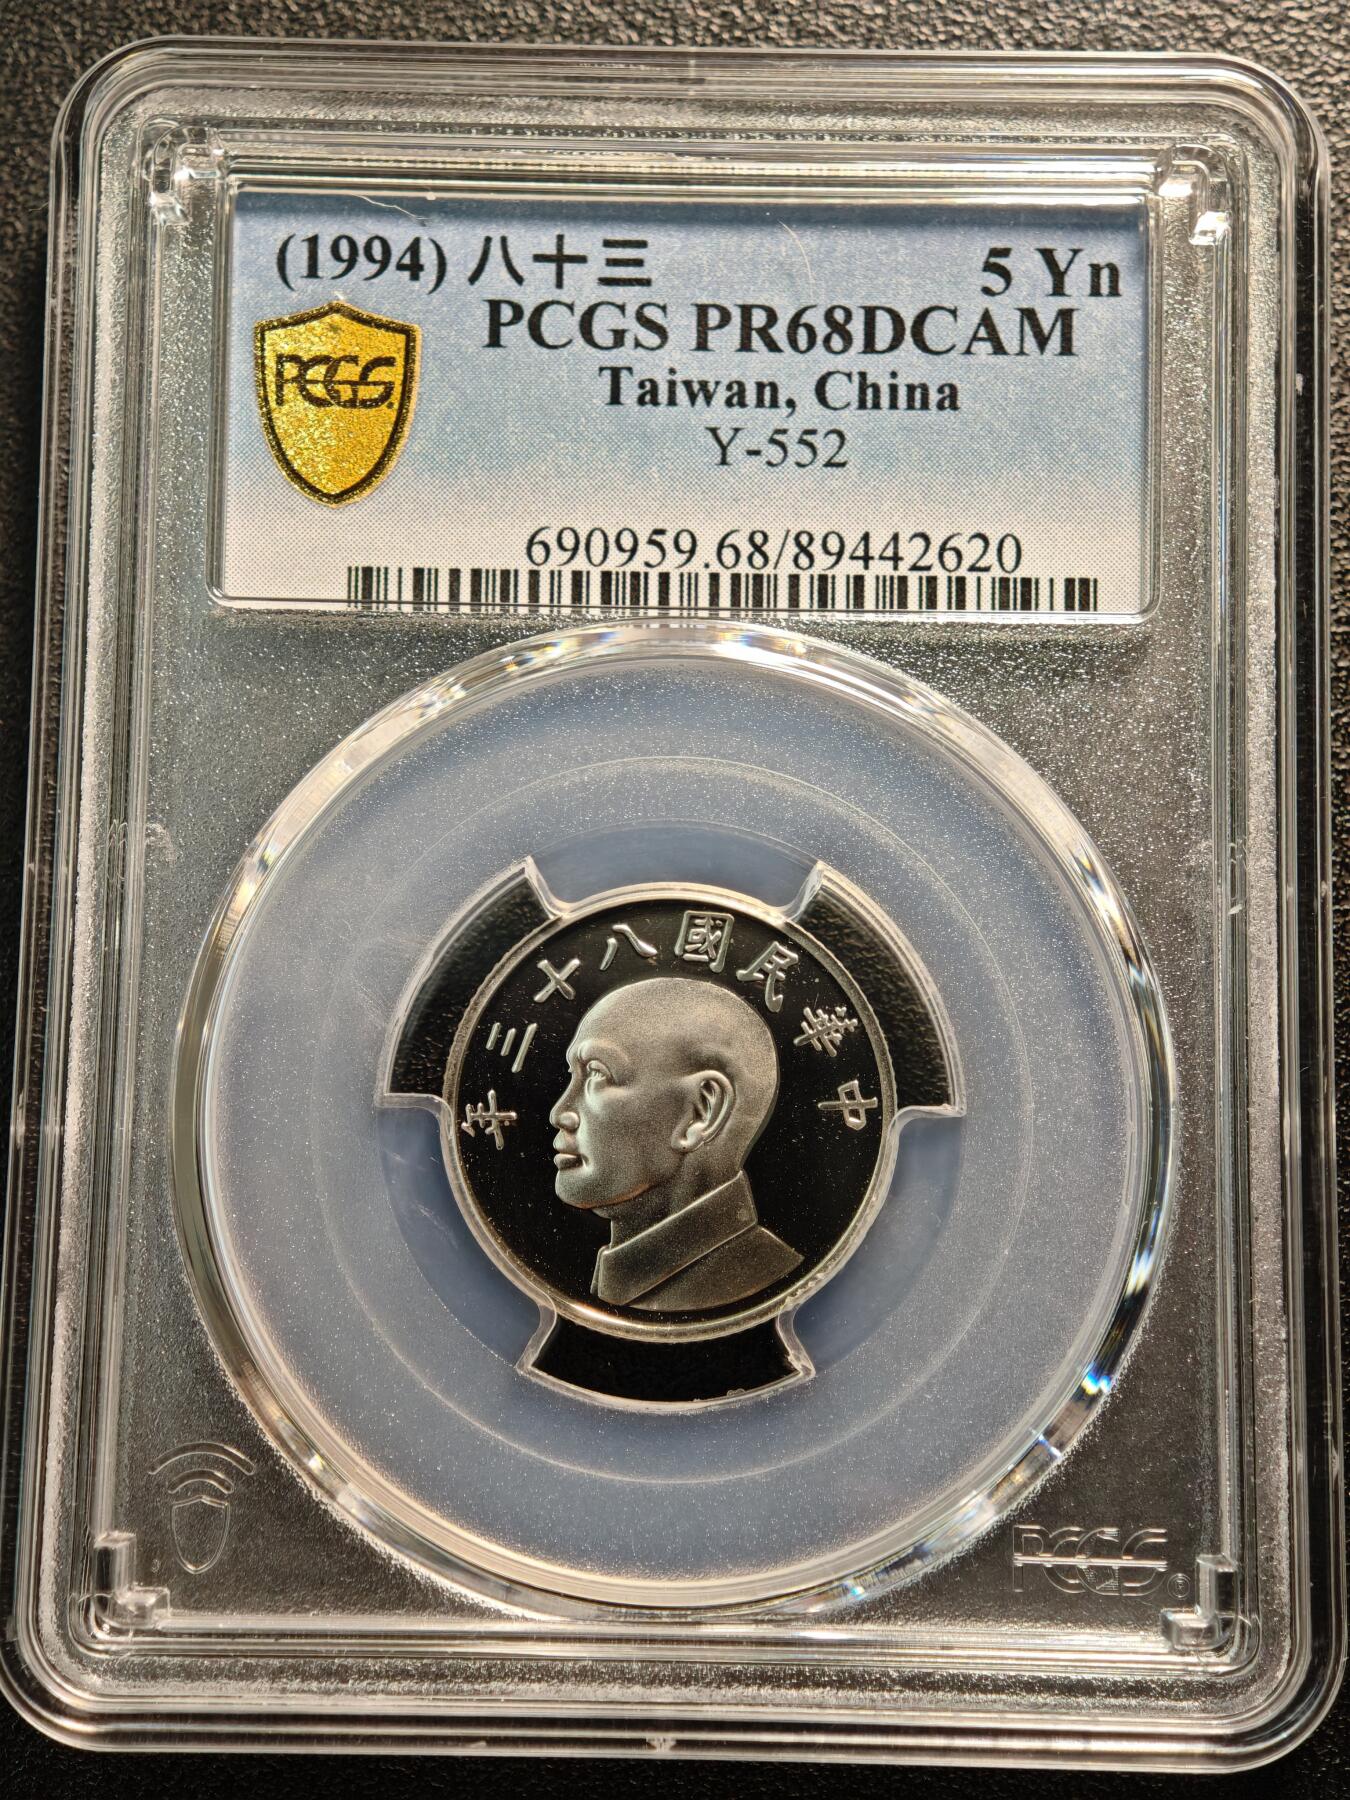 (1994) 八十三 5 Yn
PCGS PR68DCAM
PCGS
Taiwan, China
Y-552
690959.68/89442620
中華民國八十三年
PCGS